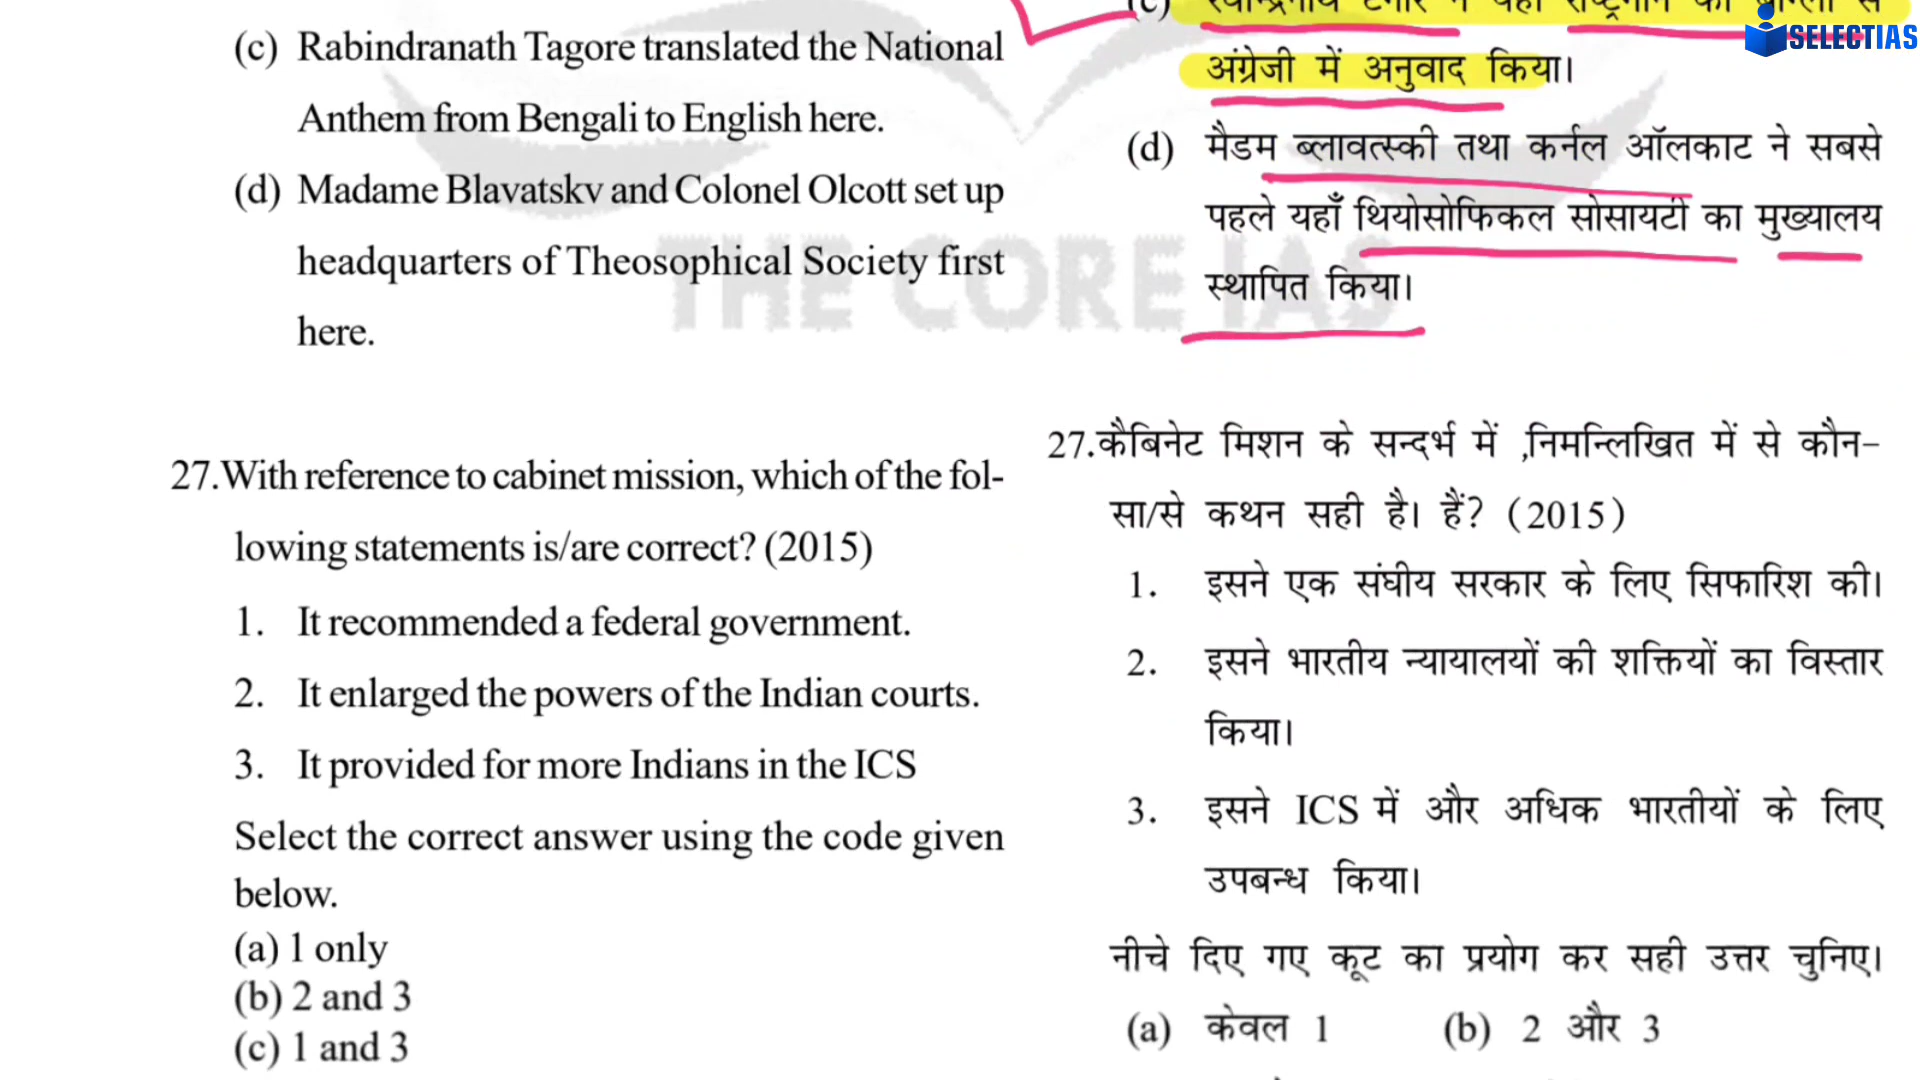 (c) Rabindranath Tagore translated the National
Anthem from Bengali to English here.
(d) Madame Blavatskv and Colonel Olcott set up
headquarters of Theosophical Society first
here.
27.With reference to cabinet mission, which of the fol-
lowing statements is/are correct? (2015)
1. It recommended a federal government.
2. It enlarged the powers of the Indian courts.
3. It provided for more Indians in the ICS
Select the correct answer using the code given
below.
(a) 1 only
(b) 2 and 3
(c) 1 and 3
SELECTIAS
अंग्रेजी में अनुवाद किया।
(d) मैडम ब्लावत्स्की तथा कर्नल ऑलकाट ने सबसे
पहले यहाँ थियोसोफिकल सोसायटी का मुख्यालय
स्थापित किया।
THE CORE IAS
27.कैबिनेट मिशन के सन्दर्भ में ,निमन्लिखित में से कौन-
सा/से कथन सही है। हैं? (2015)
1. इसने एक संघीय सरकार के लिए सिफारिश की।
2. इसने भारतीय न्यायालयों की शक्तियों का विस्तार
किया।
3. इसने ICS में और अधिक भारतीयों के लिए
उपबन्ध किया।
नीचे दिए गए कूट का प्रयोग कर सही उत्तर चुनिए।
(a) केवल 1 (b) 2 और 3